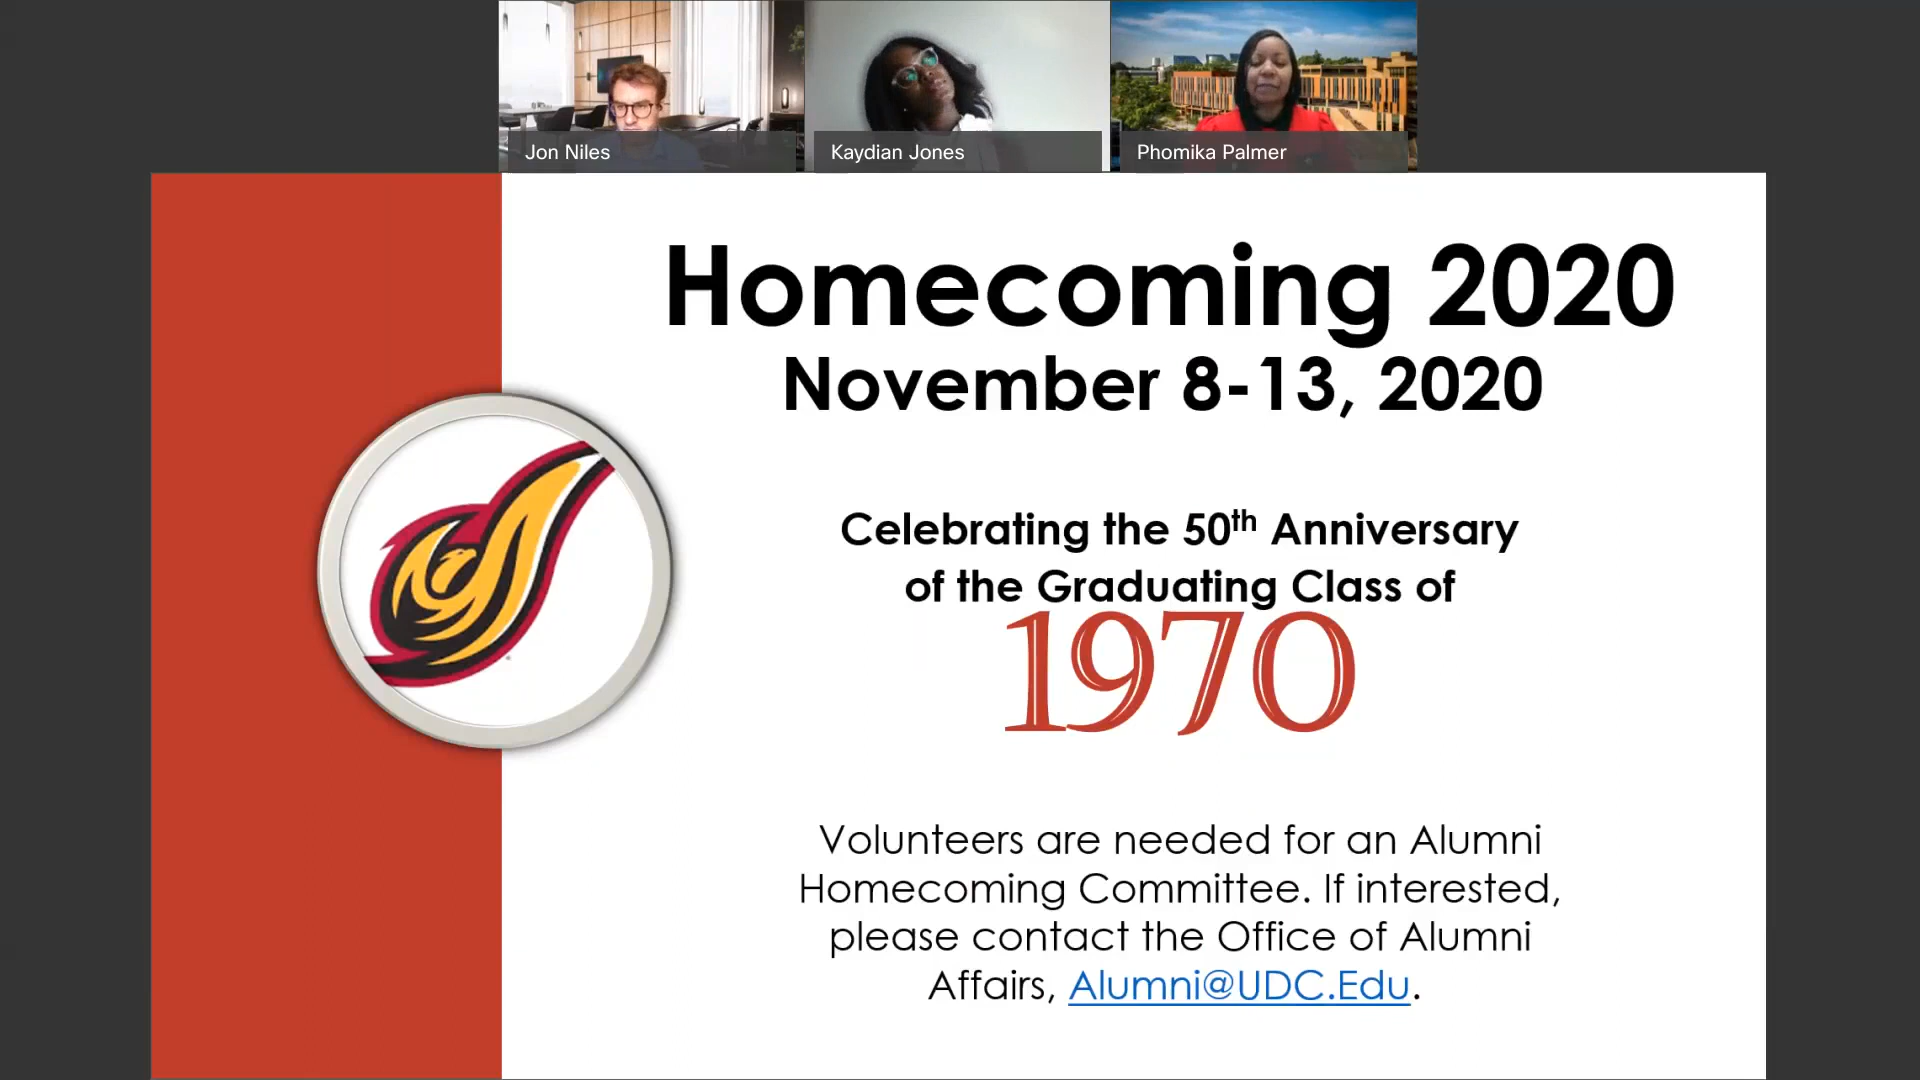 Jon Niles
Kaydian Jones
Phomika Palmer
Homecoming 2020
November 8-13, 2020
Celebrating the 50th Anniversary
of the Graduating Class of
1970
Volunteers are needed for an Alumni
Homecoming Committee. If interested,
please contact the Office of Alumni
Affairs, Alumni@UDC.Edu.